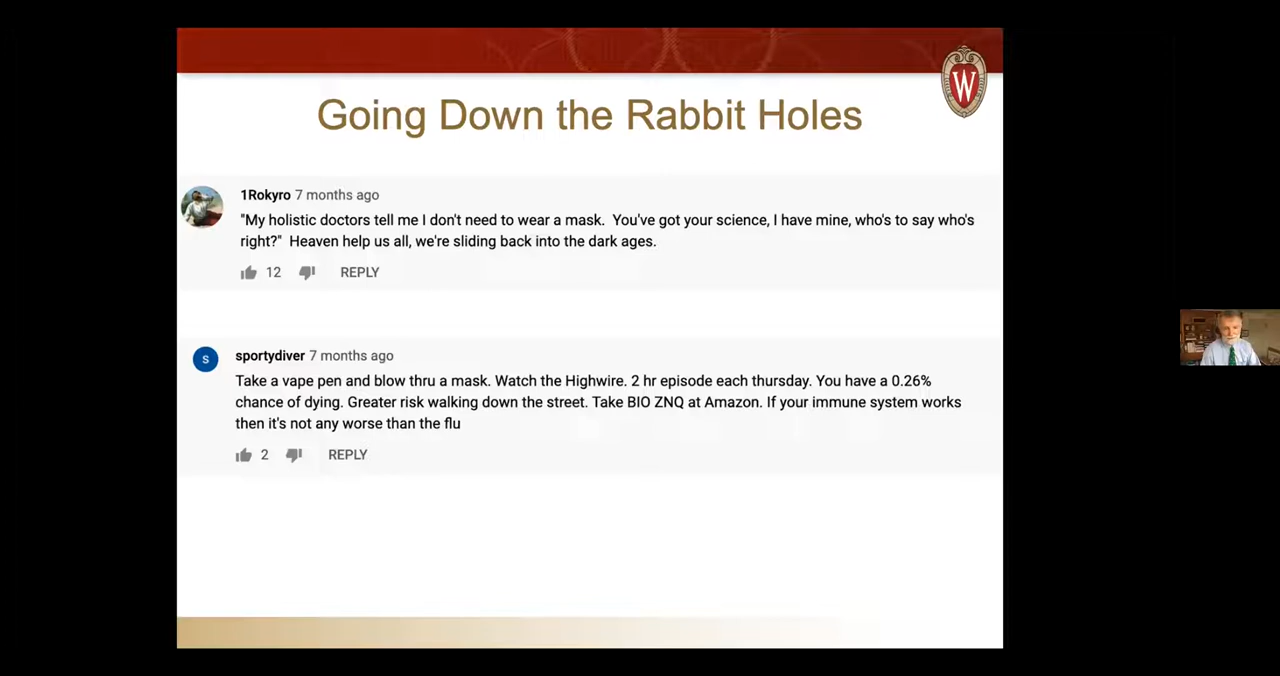 W
Going Down the Rabbit Holes
1Rokyro 7 months ago
"My holistic doctors tell me I don't need to wear a mask.  You've got your science, I have mine, who's to say who's
right?"  Heaven help us all, we're sliding back into the dark ages.
12 REPLY
S
sportydiver 7 months ago
Take a vape pen and blow thru a mask. Watch the Highwire. 2 hr episode each thursday. You have a 0.26%
chance of dying. Greater risk walking down the street. Take BIO ZNQ at Amazon. If your immune system works
then it's not any worse than the flu
2 REPLY